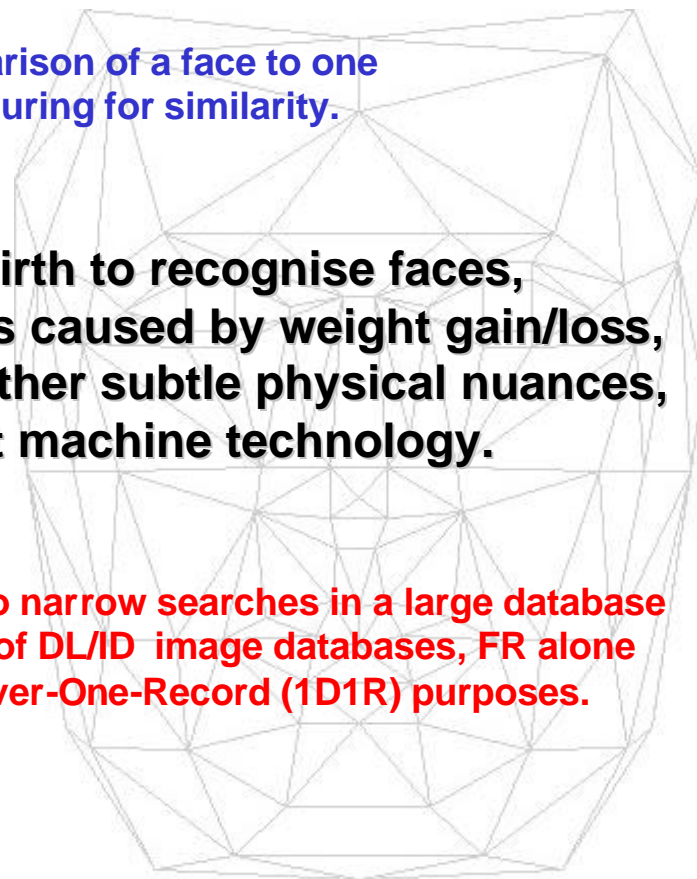 arison of a face to one
uring for similarity.
irth to recognise faces,
s caused by weight gain/loss,
ther subtle physical nuances,
t machine technology.
o narrow searches in a large database
of DL/ID image databases, FR alone
ver-One-Record (1D1R) purposes.